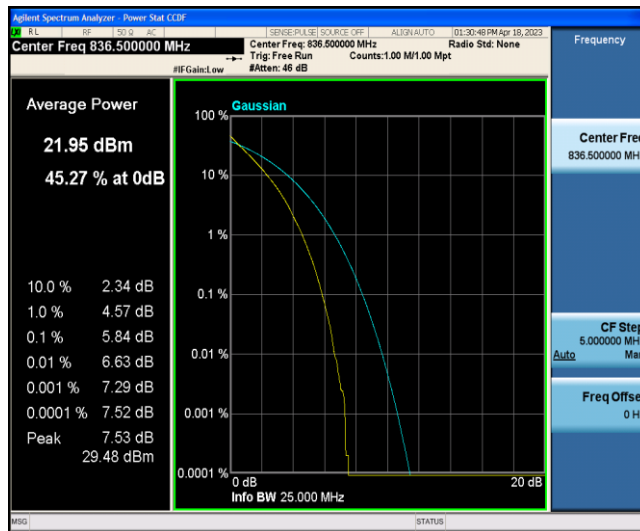 Agilent Spectrum Analyzer - Power Stat CCDF
RL RF 50 Ω AC SENSE:PULSE SOURCE OFF ALIGN AUTO 01:30:48 PM Apr 18, 2023
Center Freq 836.500000 MHz
Center Freq: 836.500000 MHz Radio Std: None
Trig: Free Run Counts:1.00 M/1.00 Mpt
#IFGain:Low #Atten: 46 dB
Frequency
Average Power
21.95 dBm
45.27 % at 0dB
10.0 % 2.34 dB
1.0 % 4.57 dB
0.1 % 5.84 dB
0.01 % 6.63 dB
0.001 % 7.29 dB
0.0001 % 7.52 dB
Peak 7.53 dB
29.48 dBm
Gaussian
100 %
10 %
1 %
0.1 %
0.01 %
0.001 %
0.0001 %
0 dB 20 dB
Info BW 25.000 MHz
Center Freq
836.500000 MH
CF Step
5.000000 MH
Auto Ma
Freq Offse
0 H
MSG STATUS